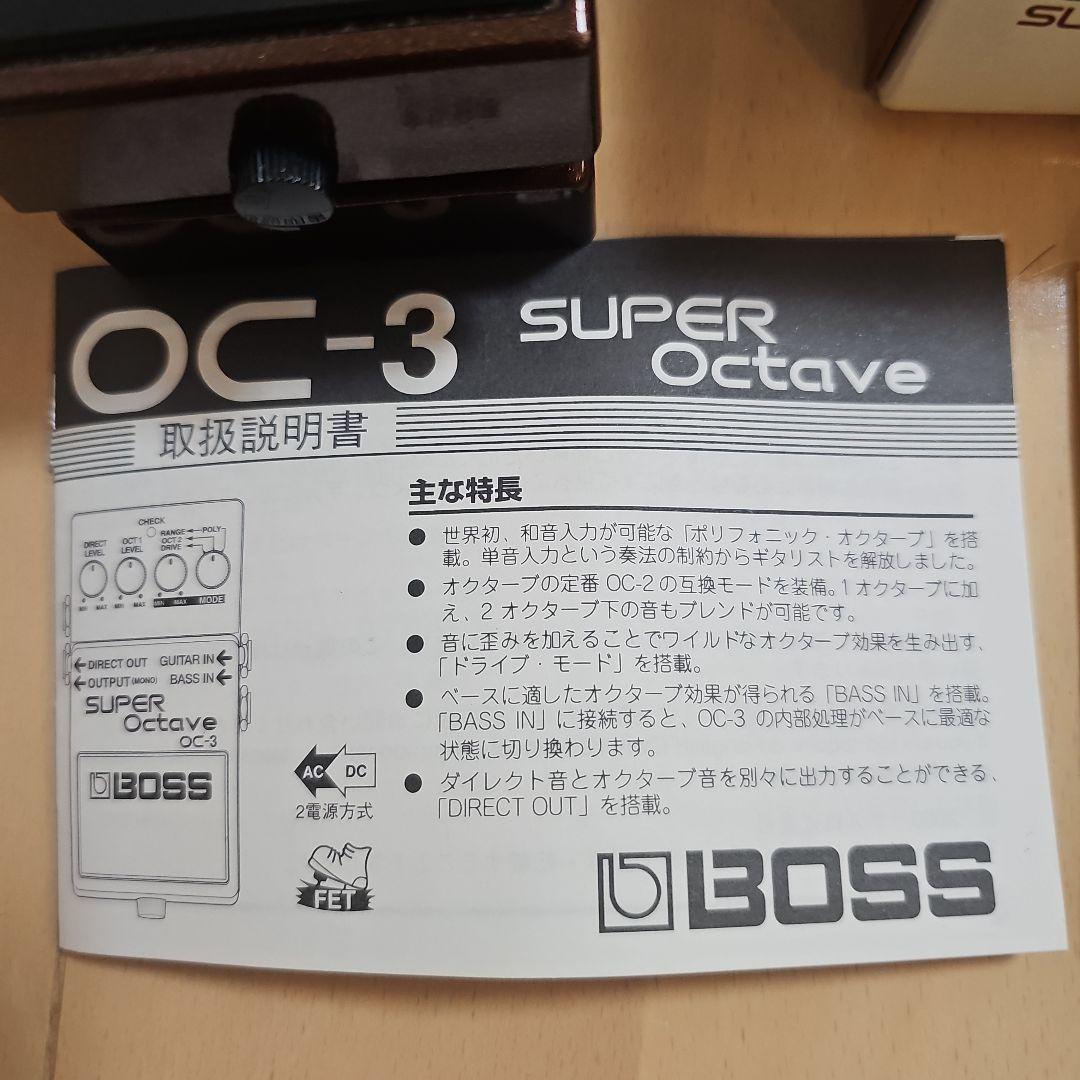 SU
OC-3 SUPER
Octave
取扱説明書
主な特長
● 世界初、和音入力が可能な「ポリフォニック・オクターブ」を搭
載。単音入力という奏法の制約からギタリストを解放しました。
● オクターブの定番 OC-2 の互換モードを装備。1 オクターブに加
え、2 オクターブ下の音もブレンドが可能です。
● 音に歪みを加えることでワイルドなオクターブ効果を生み出す、
「ドライブ・モード」を搭載。
● ベースに適したオクターブ効果が得られる「BASS IN」を搭載。
「BASS IN」に接続すると、OC-3 の内部処理がベースに最適な
状態に切り換わります。
● ダイレクト音とオクターブ音を別々に出力することができる、
「DIRECT OUT」を搭載。
CHECK
DIRECT LEVEL
OCT 1 LEVEL
RANGE POLY
OCT 2
DRIVE
MIN MAX MIN MAX MIN MAX MODE
DIRECT OUT GUITAR IN
OUTPUT (MONO) BASS IN
SUPER
Octave
OC-3
BOSS
AC DC
2電源方式
FET
BOSS